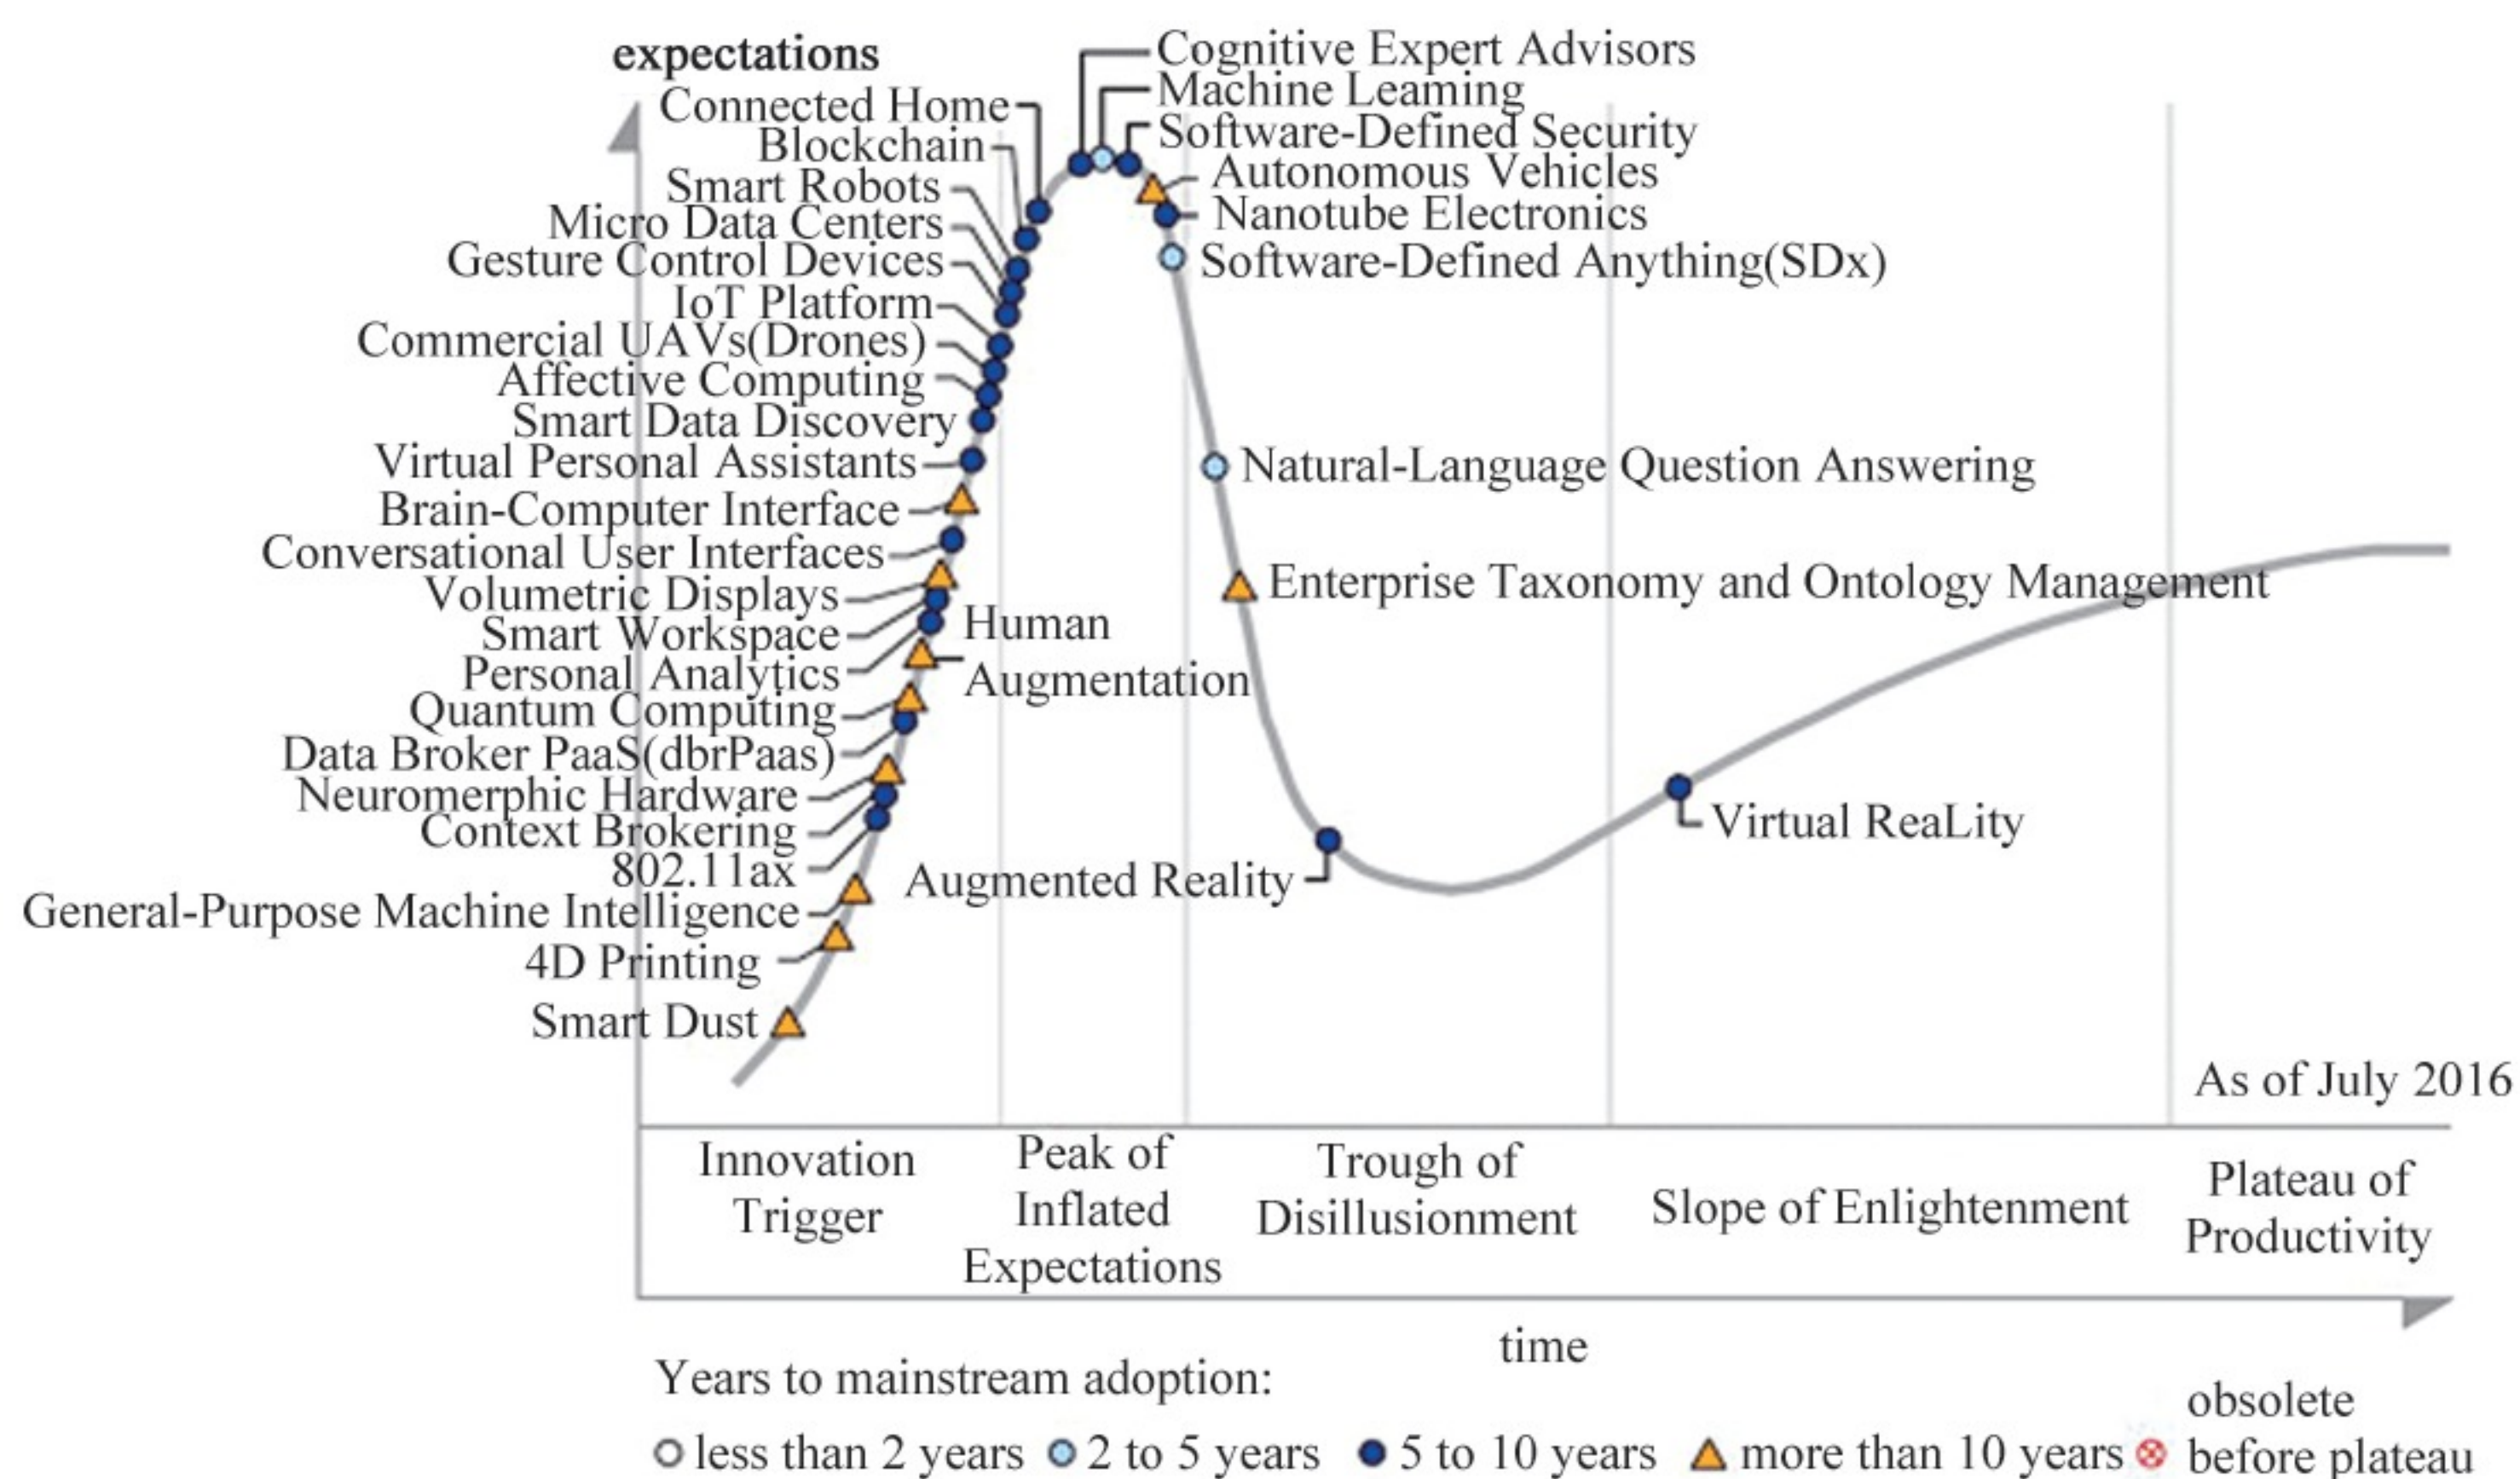 expectations
Cognitive Expert Advisors
Machine Leaming
Connected Home
Software-Defined Security
Blockchain
Autonomous Vehicles
Smart Robots
Nanotube Electronics
Micro Data Centers
Software-Defined Anything(SDx)
Gesture Control Devices
IoT Platform
Commercial UAVs(Drones)
Affective Computing
Smart Data Discovery
Virtual Personal Assistants
Natural-Language Question Answering
Brain-Computer Interface
Conversational User Interfaces
Enterprise Taxonomy and Ontology Management
Volumetric Displays
Smart Workspace
Human
Augmentation
Personal Analytics
Quantum Computing
Data Broker PaaS(dbrPaas)
Neuromerphic Hardware
Context Brokering
Virtual ReaLity
802.11ax
Augmented Reality
General-Purpose Machine Intelligence
4D Printing
Smart Dust
As of July 2016
Innovation
Trigger
Peak of
Inflated
Expectations
Trough of
Disillusionment
Slope of Enlightenment
Plateau of
Productivity
time
Years to mainstream adoption:
less than 2 years
2 to 5 years
5 to 10 years
more than 10 years
obsolete
before plateau